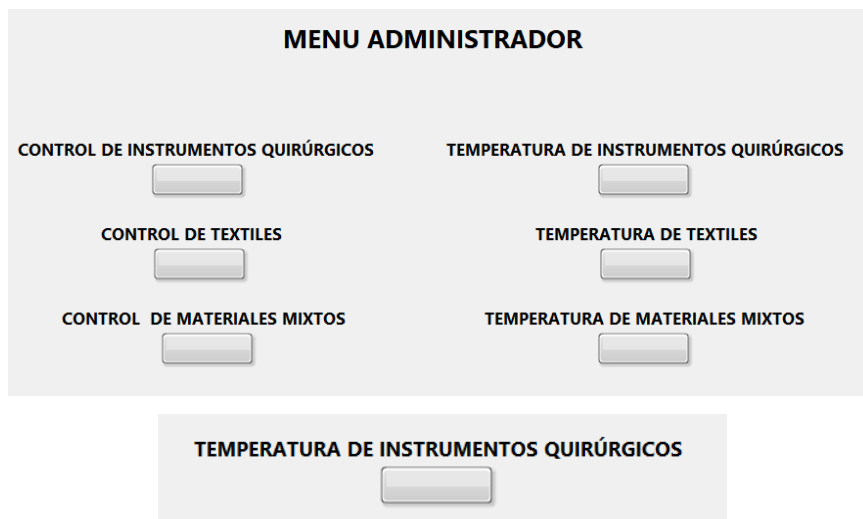 MENU ADMINISTRADOR
CONTROL DE INSTRUMENTOS QUIRÚRGICOS
TEMPERATURA DE INSTRUMENTOS QUIRÚRGICOS
CONTROL DE TEXTILES
TEMPERATURA DE TEXTILES
CONTROL  DE MATERIALES MIXTOS
TEMPERATURA DE MATERIALES MIXTOS
TEMPERATURA DE INSTRUMENTOS QUIRÚRGICOS